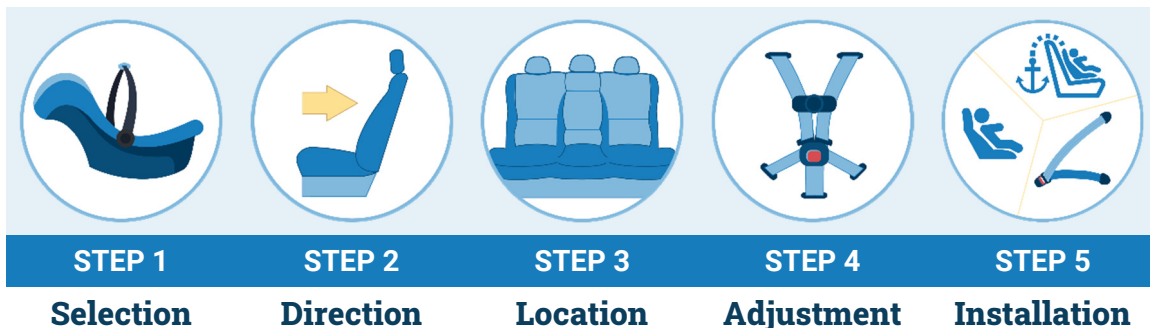 STEP 1 STEP 2 STEP 3 STEP 4 STEP 5
Selection Direction Location Adjustment Installation